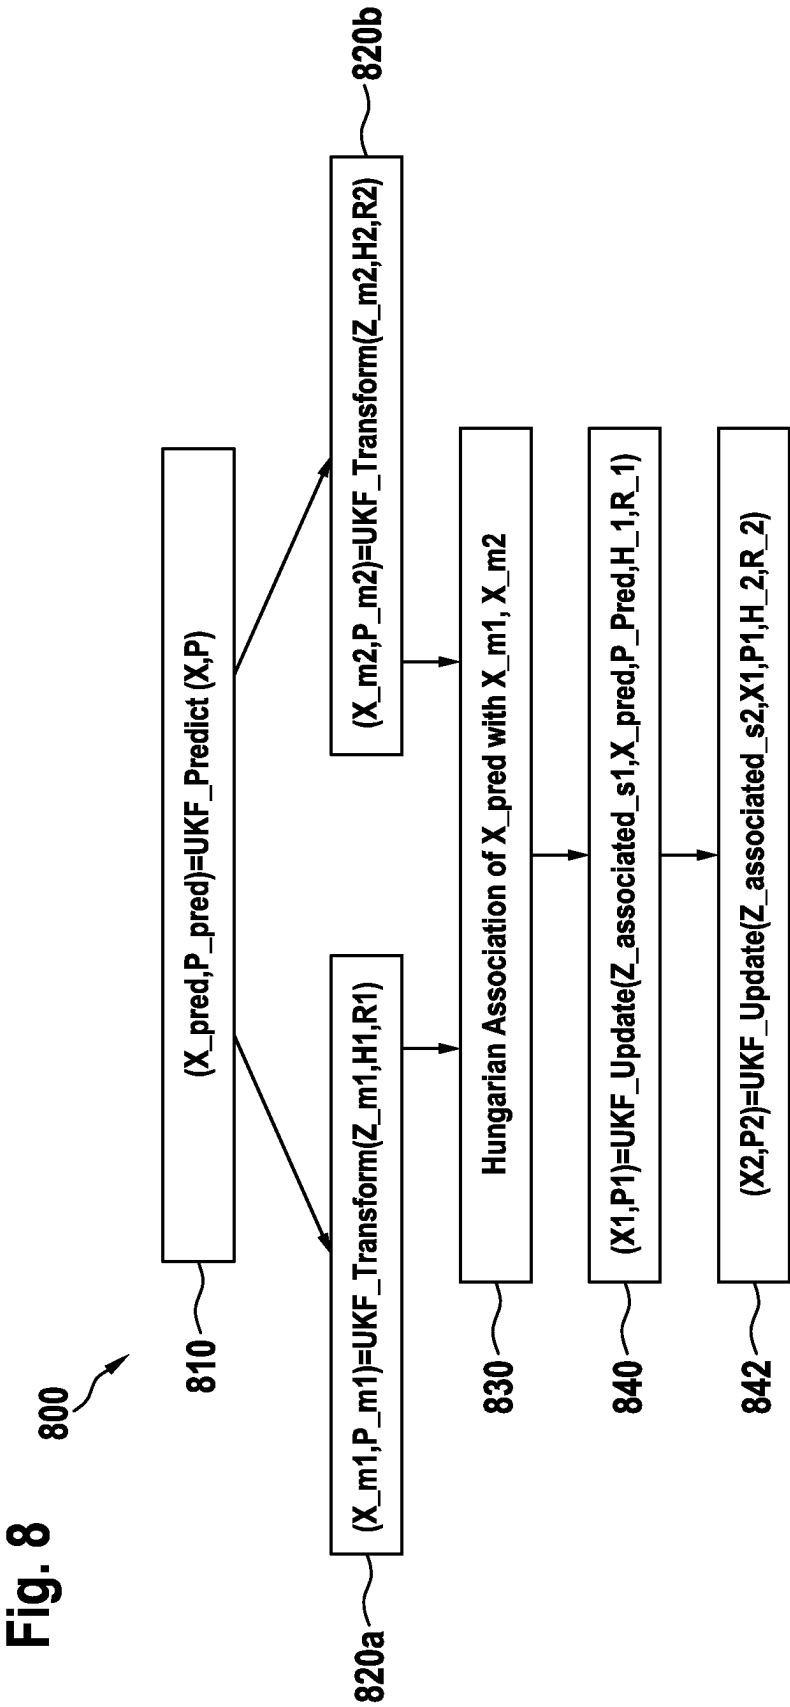 Fig. 8
800
810
(X_pred,P_pred)=UKF_Predict (X,P)
820a
(X_m1,P_m1)=UKF_Transform(Z_m1,H1,R1)
(X_m2,P_m2)=UKF_Transform(Z_m2,H2,R2)
820b
830
Hungarian Association of X_pred with X_m1, X_m2
840
(X1,P1)=UKF_Update(Z_associated_s1,X_pred,P_Pred,H_1,R_1)
842
(X2,P2)=UKF_Update(Z_associated_s2,X1,P1,H_2,R_2)